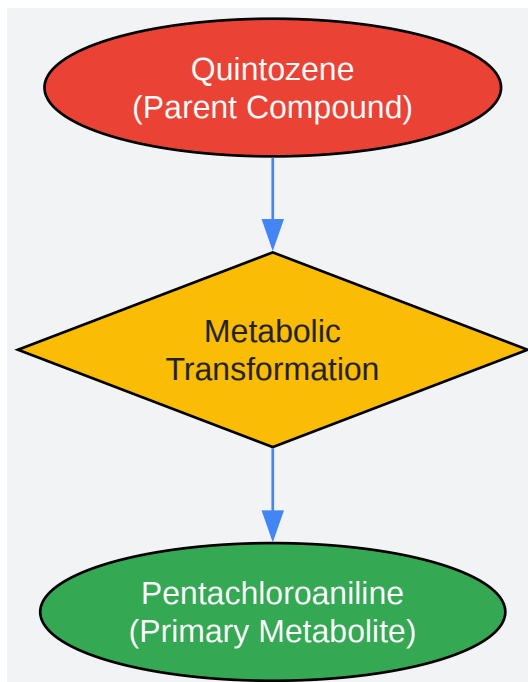 Quintozene
(Parent Compound)
Metabolic
Transformation
Pentachloroaniline
(Primary Metabolite)